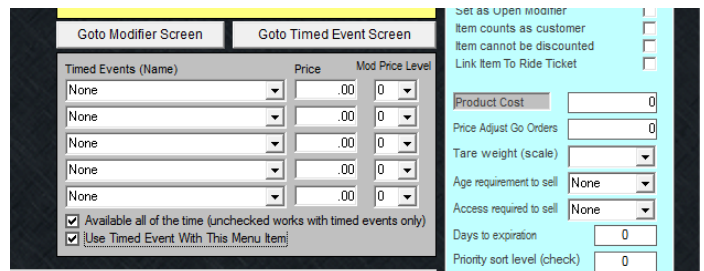 Goto Modifier Screen
Goto Timed Event Screen
Timed Events (Name) Price Mod Price Level
None .00 0
None .00 0
None .00 0
None .00 0
None .00 0
Available all of the time (unchecked works with timed events only)
Use Timed Event With This Menu Item
Set as Open Modifier
Item counts as customer
Item cannot be discounted
Link Item To Ride Ticket
Product Cost 0
Price Adjust Go Orders 0
Tare weight (scale)
Age requirement to sell None
Access required to sell None
Days to expiration 0
Priority sort level (check) 0